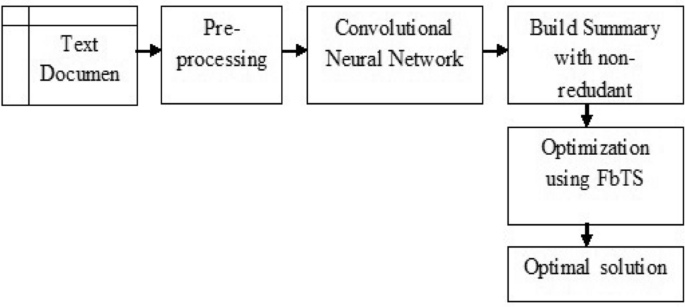 Text
Documen
Pre-
processing
Convolutional
Neural Network
Build Summary
with non-
redudant
Optimization
using FbTS
Optimal solution